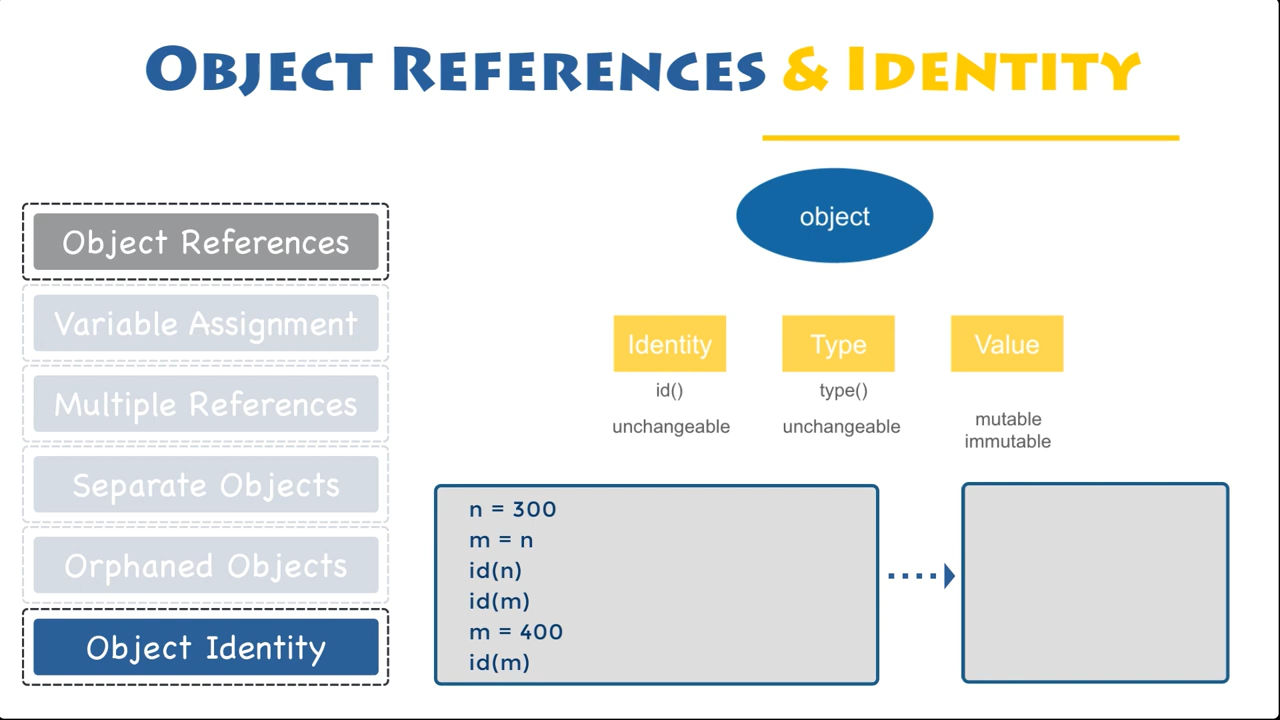 OBJECT REFERENCES & IDENTITY
Object References
Variable Assignment
Multiple References
Separate Objects
Orphaned Objects
Object Identity
object
Identity Type Value
id() type()
unchangeable unchangeable
mutable
immutable
n = 300
m = n
id(n)
id(m)
m = 400
id(m)